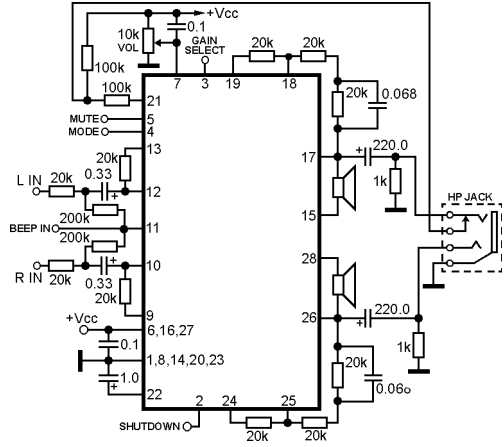 +Vcc
10k
VOL
0.1
GAIN
SELECT
20k
20k
100k
100k
7
3
19
18
20k
0.068
21
MUTE
5
MODE
4
13
20k
17
+
220.0
L IN
20k
0.33
+
12
1k
HP JACK
200k
15
BEEP IN
11
200k
28
R IN
20k
0.33
+
10
20k
9
26
+
220.0
+Vcc
6,16,27
0.1
1k
1,8,14,20,23
20k
+
1.0
22
2
24
25
SHUTDOWN
20k
20k